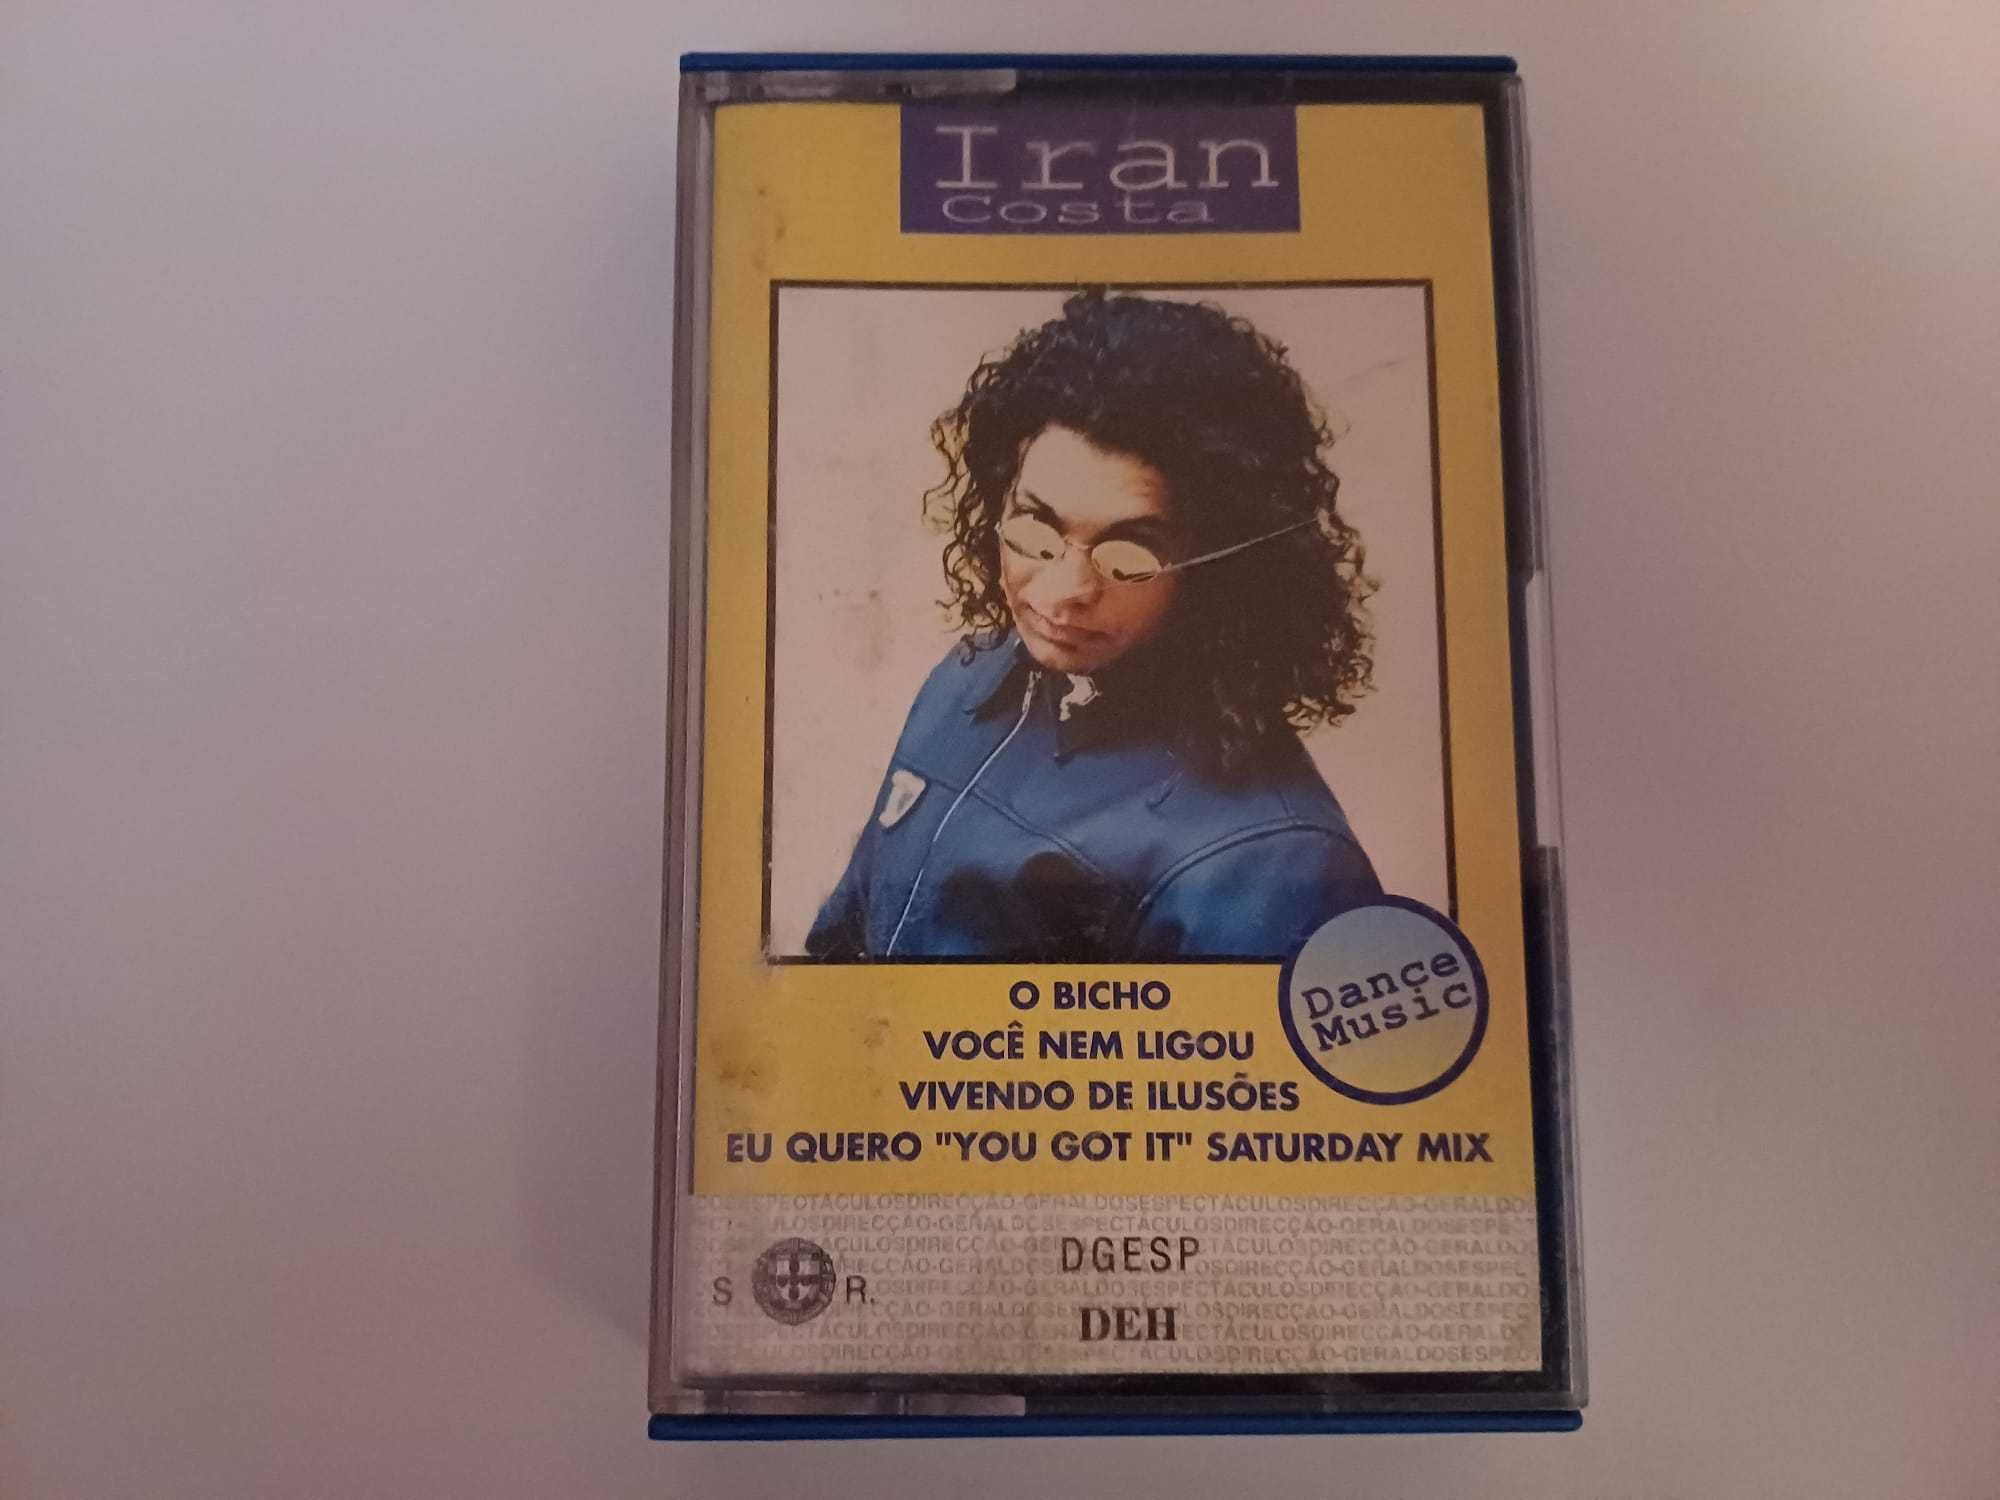 Iran
Costa
O BICHO
VOCÊ NEM LIGOU
VIVENDO DE ILUSÕES
EU QUERO "YOU GOT IT" SATURDAY MIX
Dance
Music
DGESP
S R.
DEH